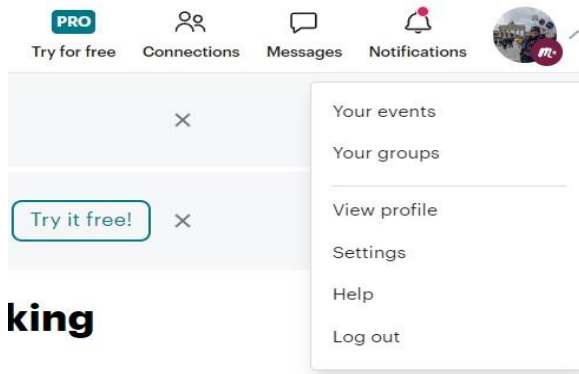 PRO
Try for free Connections Messages Notifications
m+
Your events
Your groups
View profile
Try it free!
Settings
Help
king
Log out